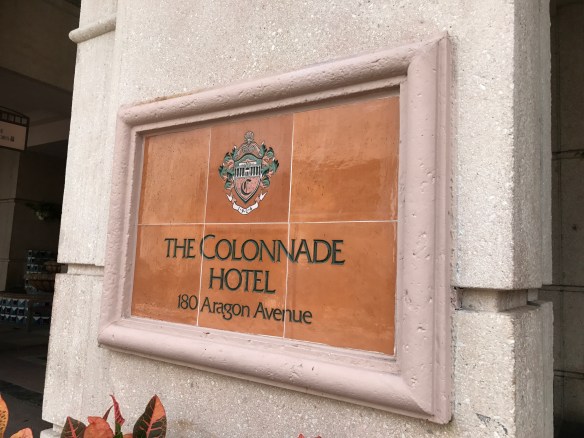 C
THE COLONNADE
HOTEL
180 Aragon Avenue